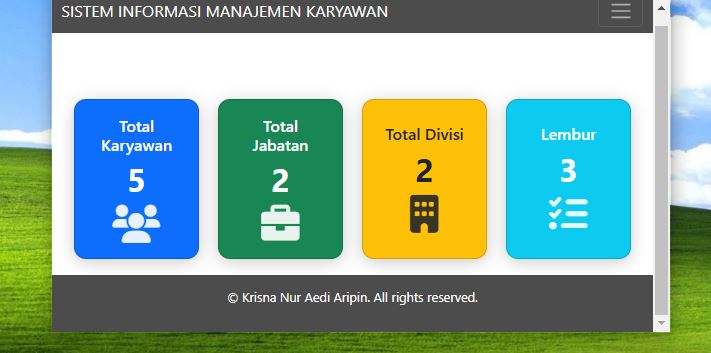 SISTEM INFORMASI MANAJEMEN KARYAWAN
Total
Karyawan
5
Total
Jabatan
2
Total Divisi
2
Lembur
3
© Krisna Nur Aedi Aripin. All rights reserved.